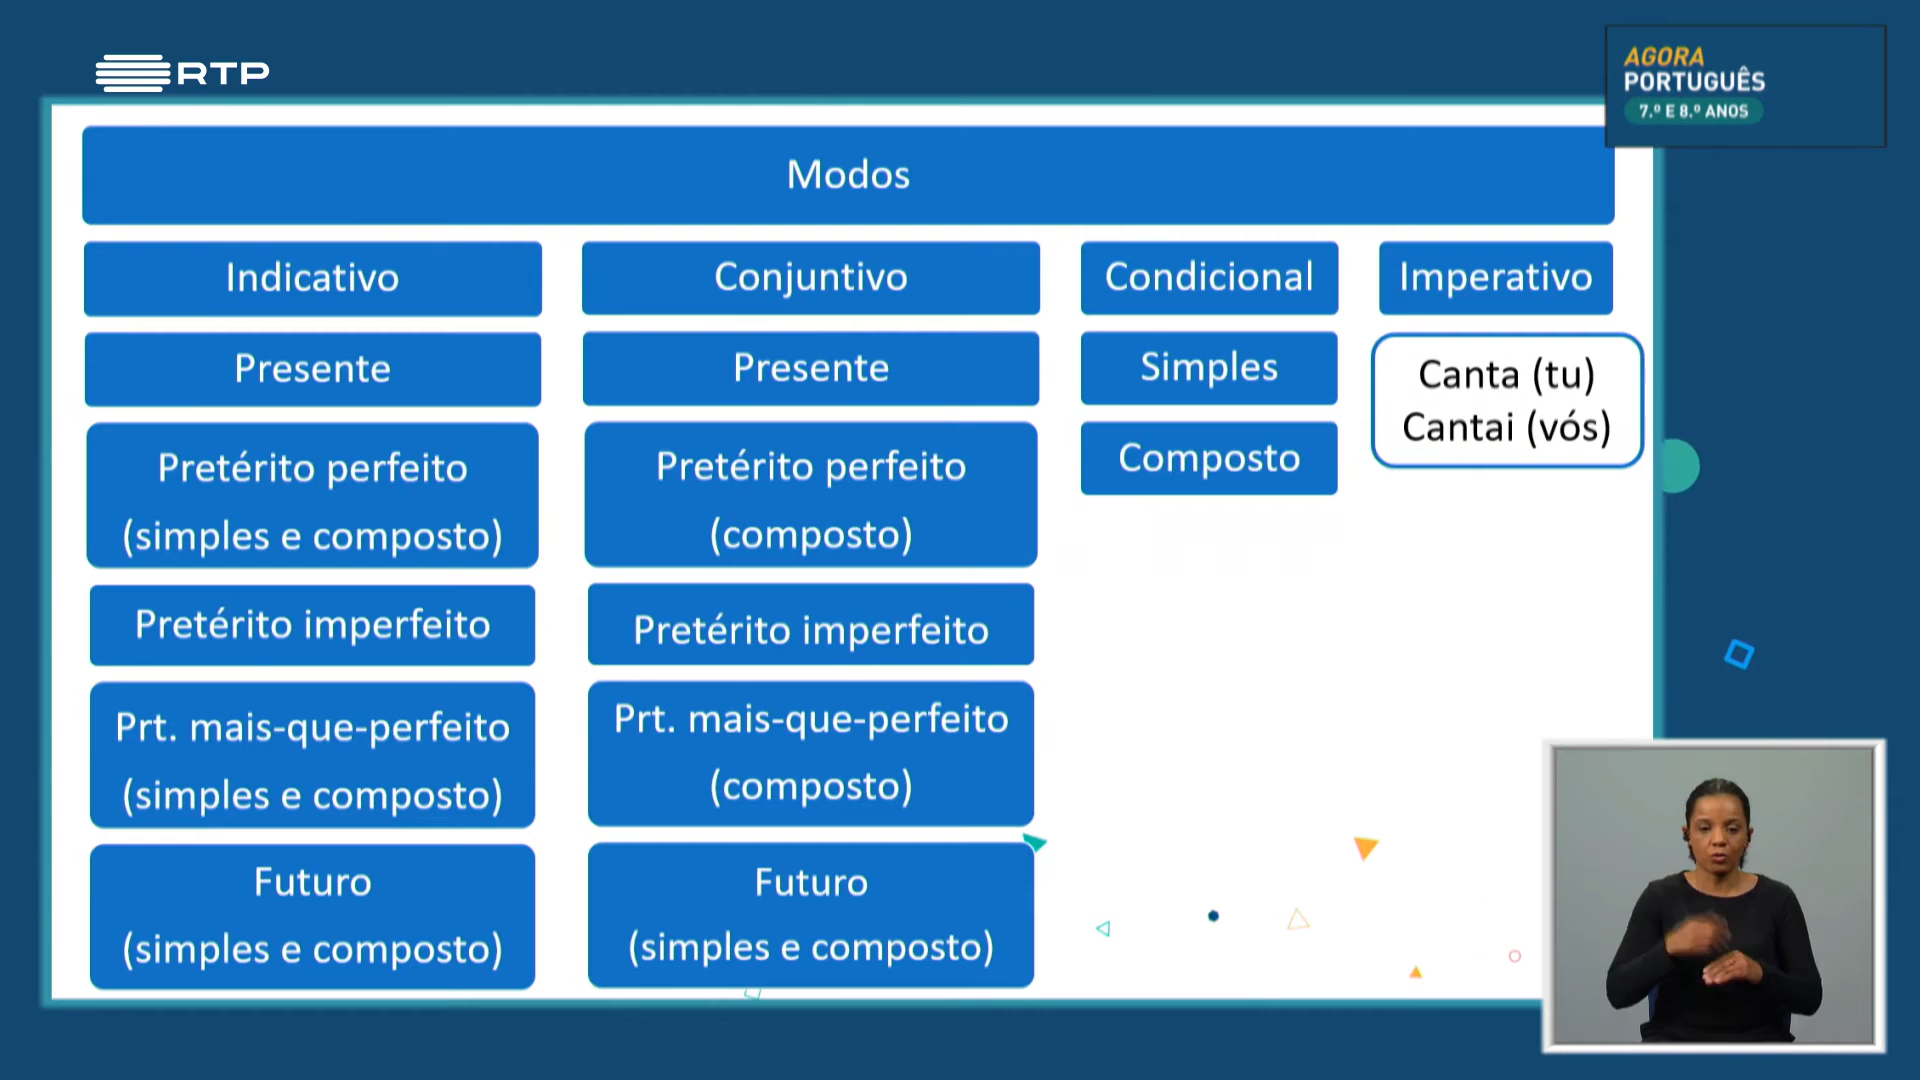 RTP
AGORA
PORTUGUÊS
7.º E 8.º ANOS
Modos
Indicativo
Presente
Pretérito perfeito
(simples e composto)
Pretérito imperfeito
Prt. mais-que-perfeito
(simples e composto)
Futuro
(simples e composto)
Conjuntivo
Presente
Pretérito perfeito
(composto)
Pretérito imperfeito
Prt. mais-que-perfeito
(composto)
Futuro
(simples e composto)
Condicional
Simples
Composto
Imperativo
Canta (tu)
Cantai (vós)